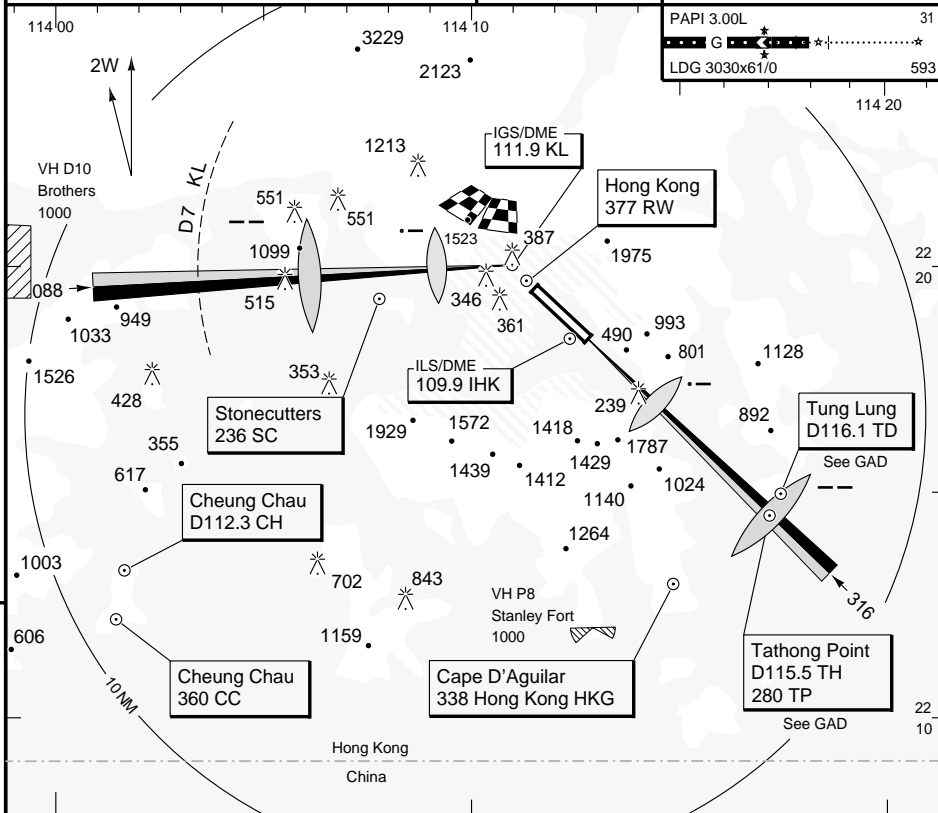 114 00
114 10
PAPI 3.00L
31
G
LDG 3030x61/0
593
114 20
3229
2123
2W
1213
IGS/DME
111.9 KL
VH D10
Brothers
1000
D7 KL
551
551
Hong Kong
377 RW
1099
1523
387
1975
22
20
088
515
346
361
949
1033
490
993
801
1128
1526
428
353
ILS/DME
109.9 IHK
239
892
Stonecutters
236 SC
1929
1572
1418
1787
Tung Lung
D116.1 TD
See GAD
355
617
1439
1412
1429
1024
1140
Cheung Chau
D112.3 CH
1264
1003
702
843
VH P8
Stanley Fort
1000
316
606
1159
Cheung Chau
360 CC
Cape D'Aguilar
338 Hong Kong HKG
Tathong Point
D115.5 TH
280 TP
See GAD
10NM
22
10
Hong Kong
China